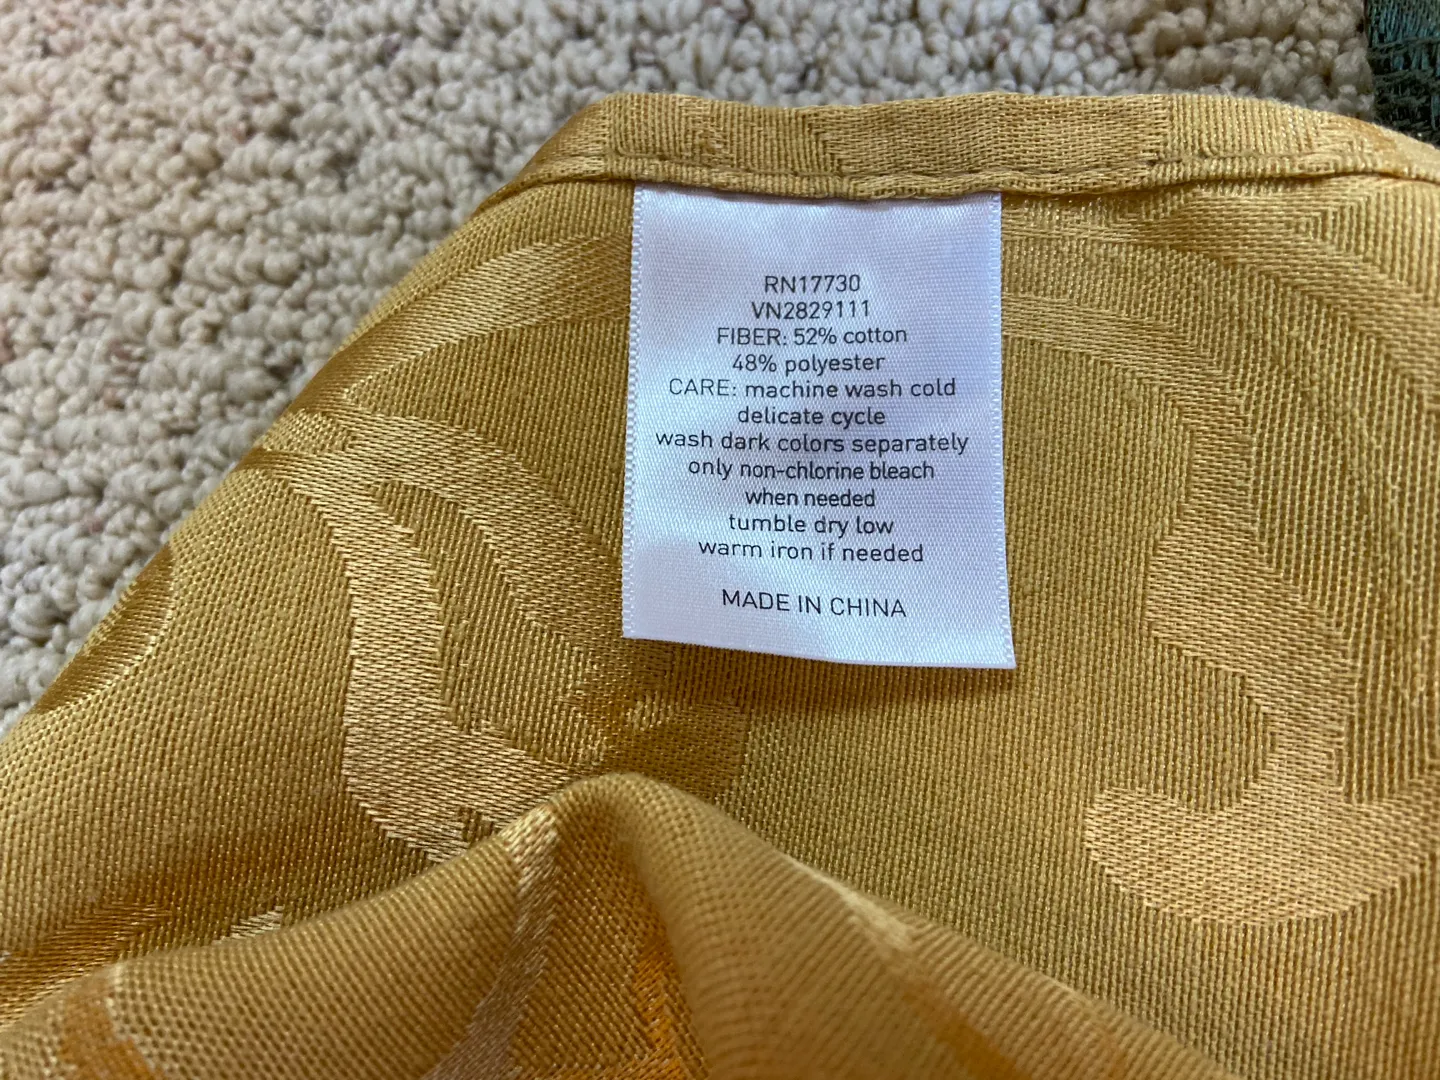 RN17730
VN2829111
FIBER: 52% cotton
48% polyester
CARE: machine wash cold
delicate cycle
wash dark colors separately
only non-chlorine bleach
when needed
tumble dry low
warm iron if needed
MADE IN CHINA